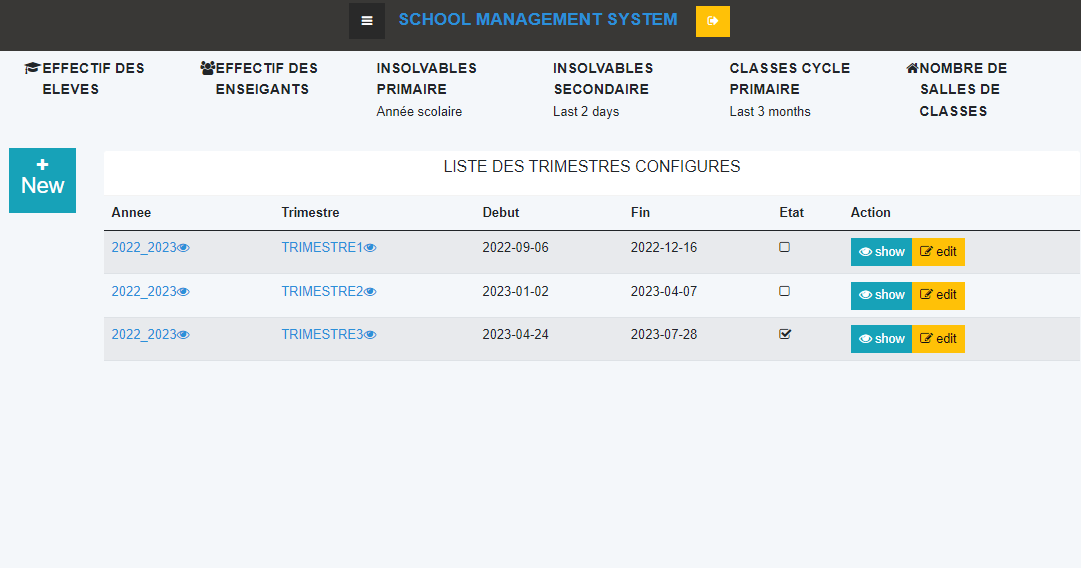 SCHOOL MANAGEMENT SYSTEM
EFFECTIF DES
ELEVES
EFFECTIF DES
ENSEIGANTS
INSOLVABLES
PRIMAIRE
Année scolaire
INSOLVABLES
SECONDAIRE
Last 2 days
CLASSES CYCLE
PRIMAIRE
Last 3 months
NOMBRE DE
SALLES DE
CLASSES
+
New
LISTE DES TRIMESTRES CONFIGURES
Annee Trimestre Debut Fin Etat Action
2022_2023 TRIMESTRE1 2022-09-06 2022-12-16 show edit
2022_2023 TRIMESTRE2 2023-01-02 2023-04-07 show edit
2022_2023 TRIMESTRE3 2023-04-24 2023-07-28 show edit